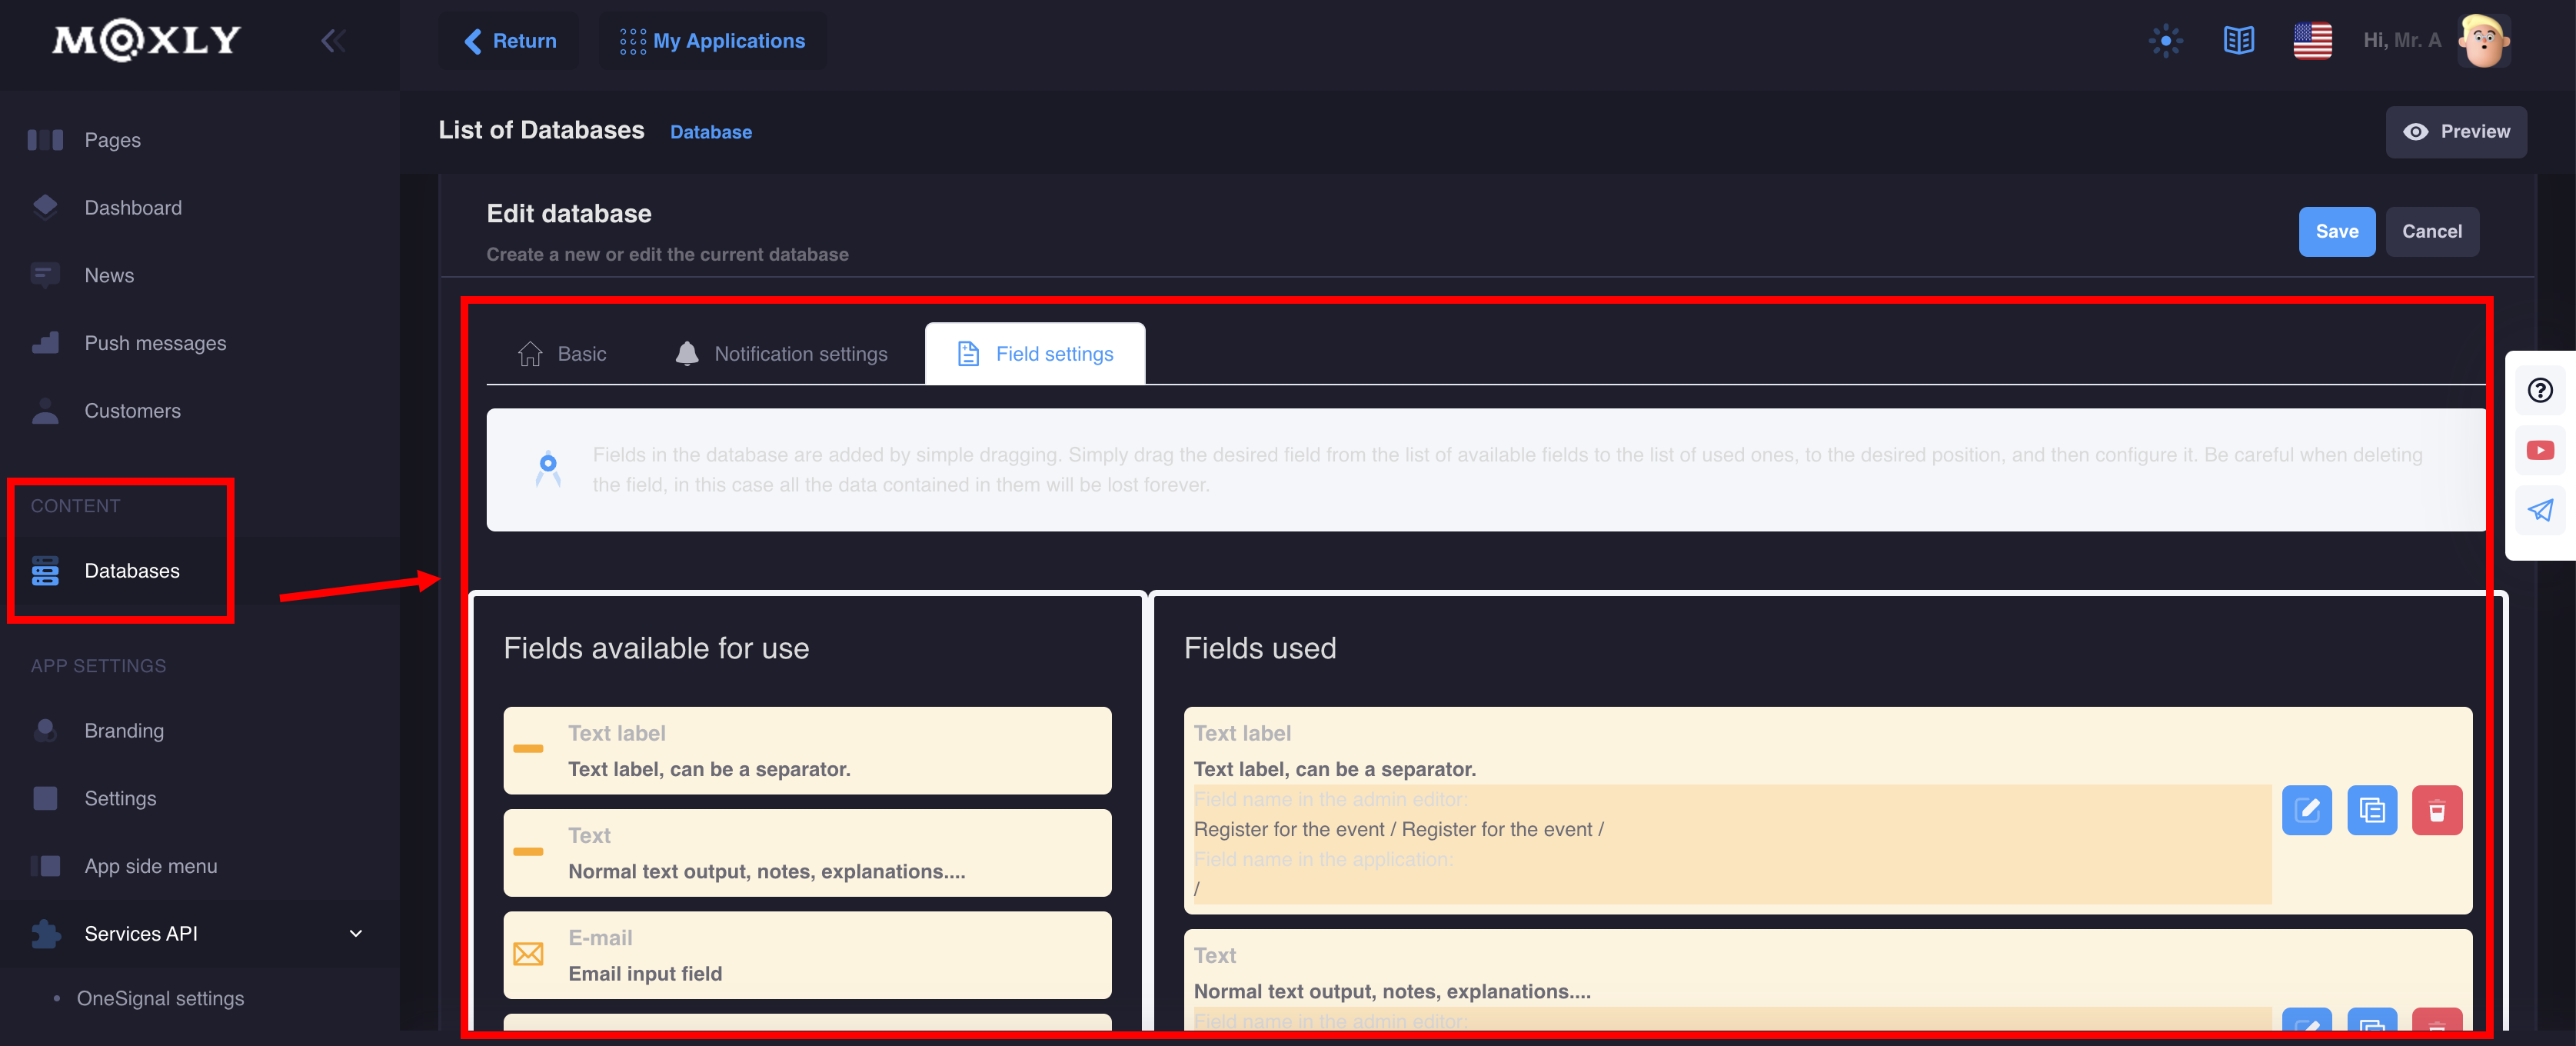 MOXLY
Return
My Applications
Hi, Mr. A
List of Databases
Database
Preview
Pages
Dashboard
News
Push messages
Customers
CONTENT
Databases
APP SETTINGS
Branding
Settings
App side menu
Services API
OneSignal settings
Edit database
Create a new or edit the current database
Save
Cancel
Basic
Notification settings
Field settings
Fields in the database are added by simple dragging. Simply drag the desired field from the list of available fields to the list of used ones, to the desired position, and then configure it. Be careful when deleting
the field, in this case all the data contained in them will be lost forever.
Fields available for use
Text label
Text label, can be a separator.
Text
Normal text output, notes, explanations....
E-mail
Email input field
Fields used
Text label
Text label, can be a separator.
Field name in the admin editor:
Register for the event / Register for the event /
Field name in the application:
/
Text
Normal text output, notes, explanations....
Field name in the admin editor: